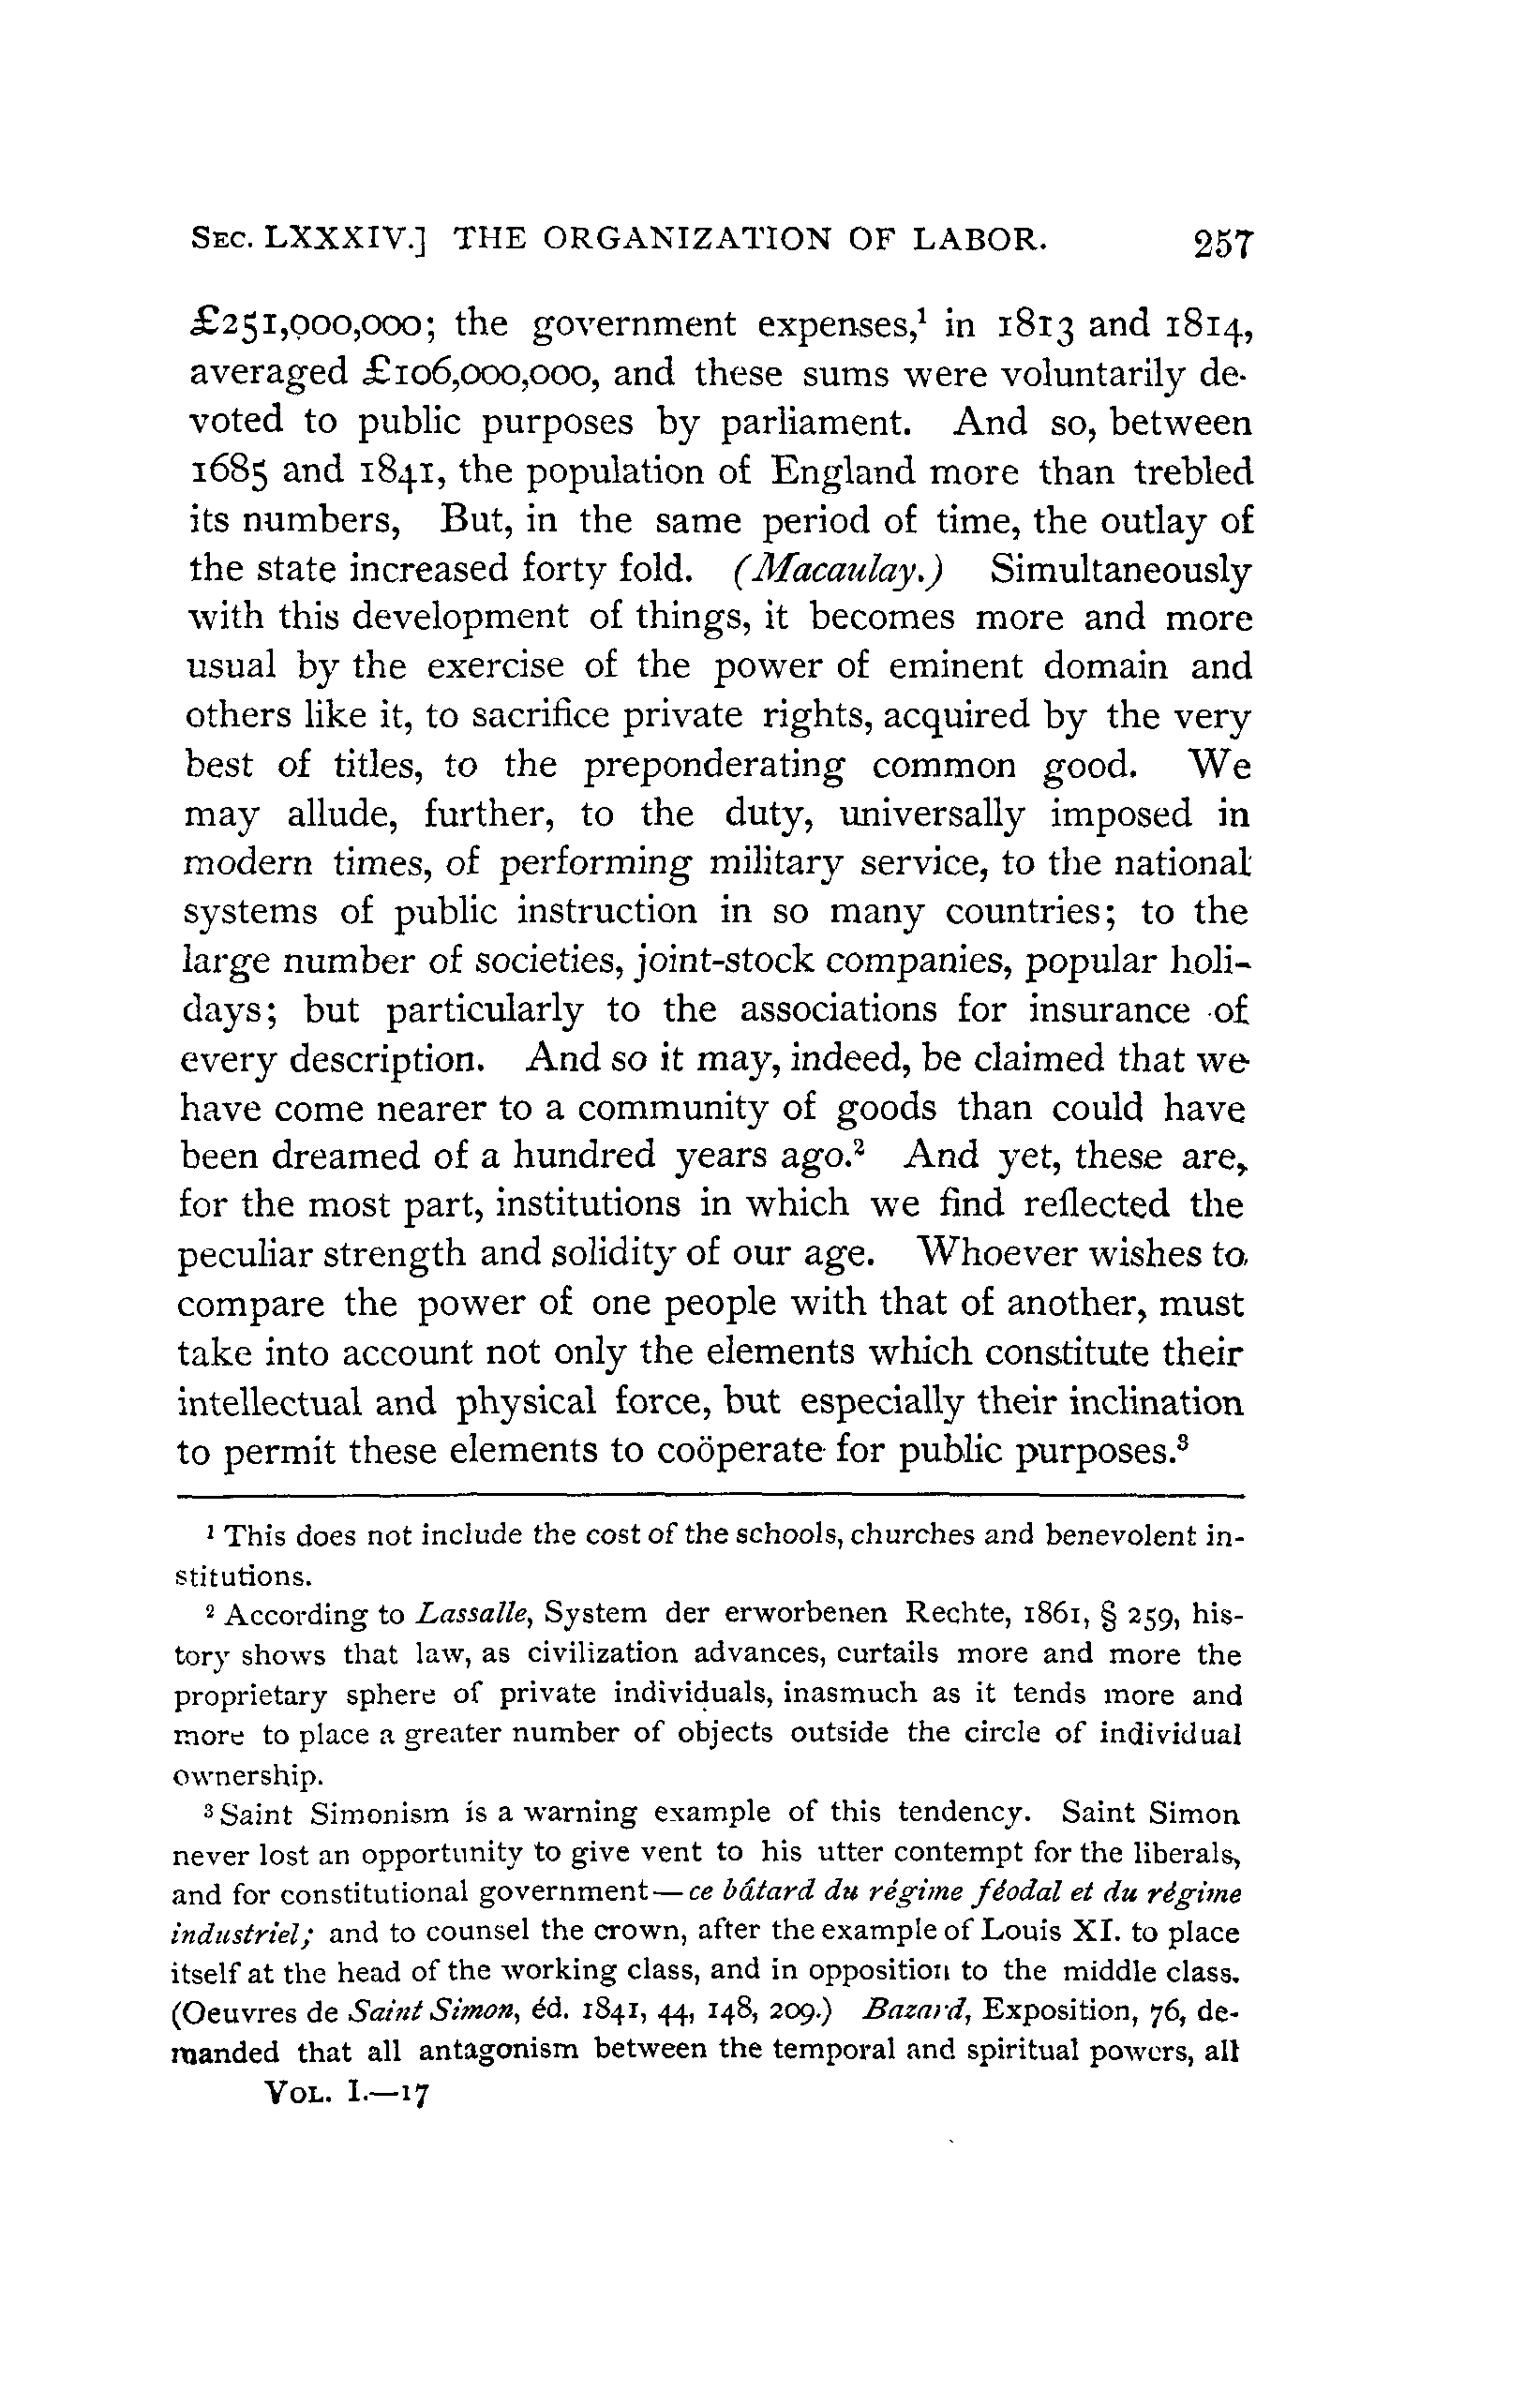 SEC. LXXXIV.] THE ORGANIZATION OF LABOR. 257
£251,000,000; the government expenses,¹ in 1813 and 1814,
averaged £106,000,000, and these sums were voluntarily de-
voted to public purposes by parliament. And so, between
1685 and 1841, the population of England more than trebled
its numbers, But, in the same period of time, the outlay of
the state increased forty fold. (Macaulay.) Simultaneously
with this development of things, it becomes more and more
usual by the exercise of the power of eminent domain and
others like it, to sacrifice private rights, acquired by the very
best of titles, to the preponderating common good. We
may allude, further, to the duty, universally imposed in
modern times, of performing military service, to the national
systems of public instruction in so many countries; to the
large number of societies, joint-stock companies, popular holi-
days; but particularly to the associations for insurance of
every description. And so it may, indeed, be claimed that we
have come nearer to a community of goods than could have
been dreamed of a hundred years ago.² And yet, these are,
for the most part, institutions in which we find reflected the
peculiar strength and solidity of our age. Whoever wishes to
compare the power of one people with that of another, must
take into account not only the elements which constitute their
intellectual and physical force, but especially their inclination
to permit these elements to coöperate for public purposes.³
¹ This does not include the cost of the schools, churches and benevolent in-
stitutions.
² According to Lassalle, System der erworbenen Rechte, 1861, § 259, his-
tory shows that law, as civilization advances, curtails more and more the
proprietary sphere of private individuals, inasmuch as it tends more and
more to place a greater number of objects outside the circle of individual
ownership.
³ Saint Simonism is a warning example of this tendency. Saint Simon
never lost an opportunity to give vent to his utter contempt for the liberals,
and for constitutional government—ce bâtard du régime féodal et du régime
industriel; and to counsel the crown, after the example of Louis XI. to place
itself at the head of the working class, and in opposition to the middle class.
(Oeuvres de Saint Simon, éd. 1841, 44, 148, 209.) Bazard, Exposition, 76, de-
manded that all antagonism between the temporal and spiritual powers, all
VOL. I.—17